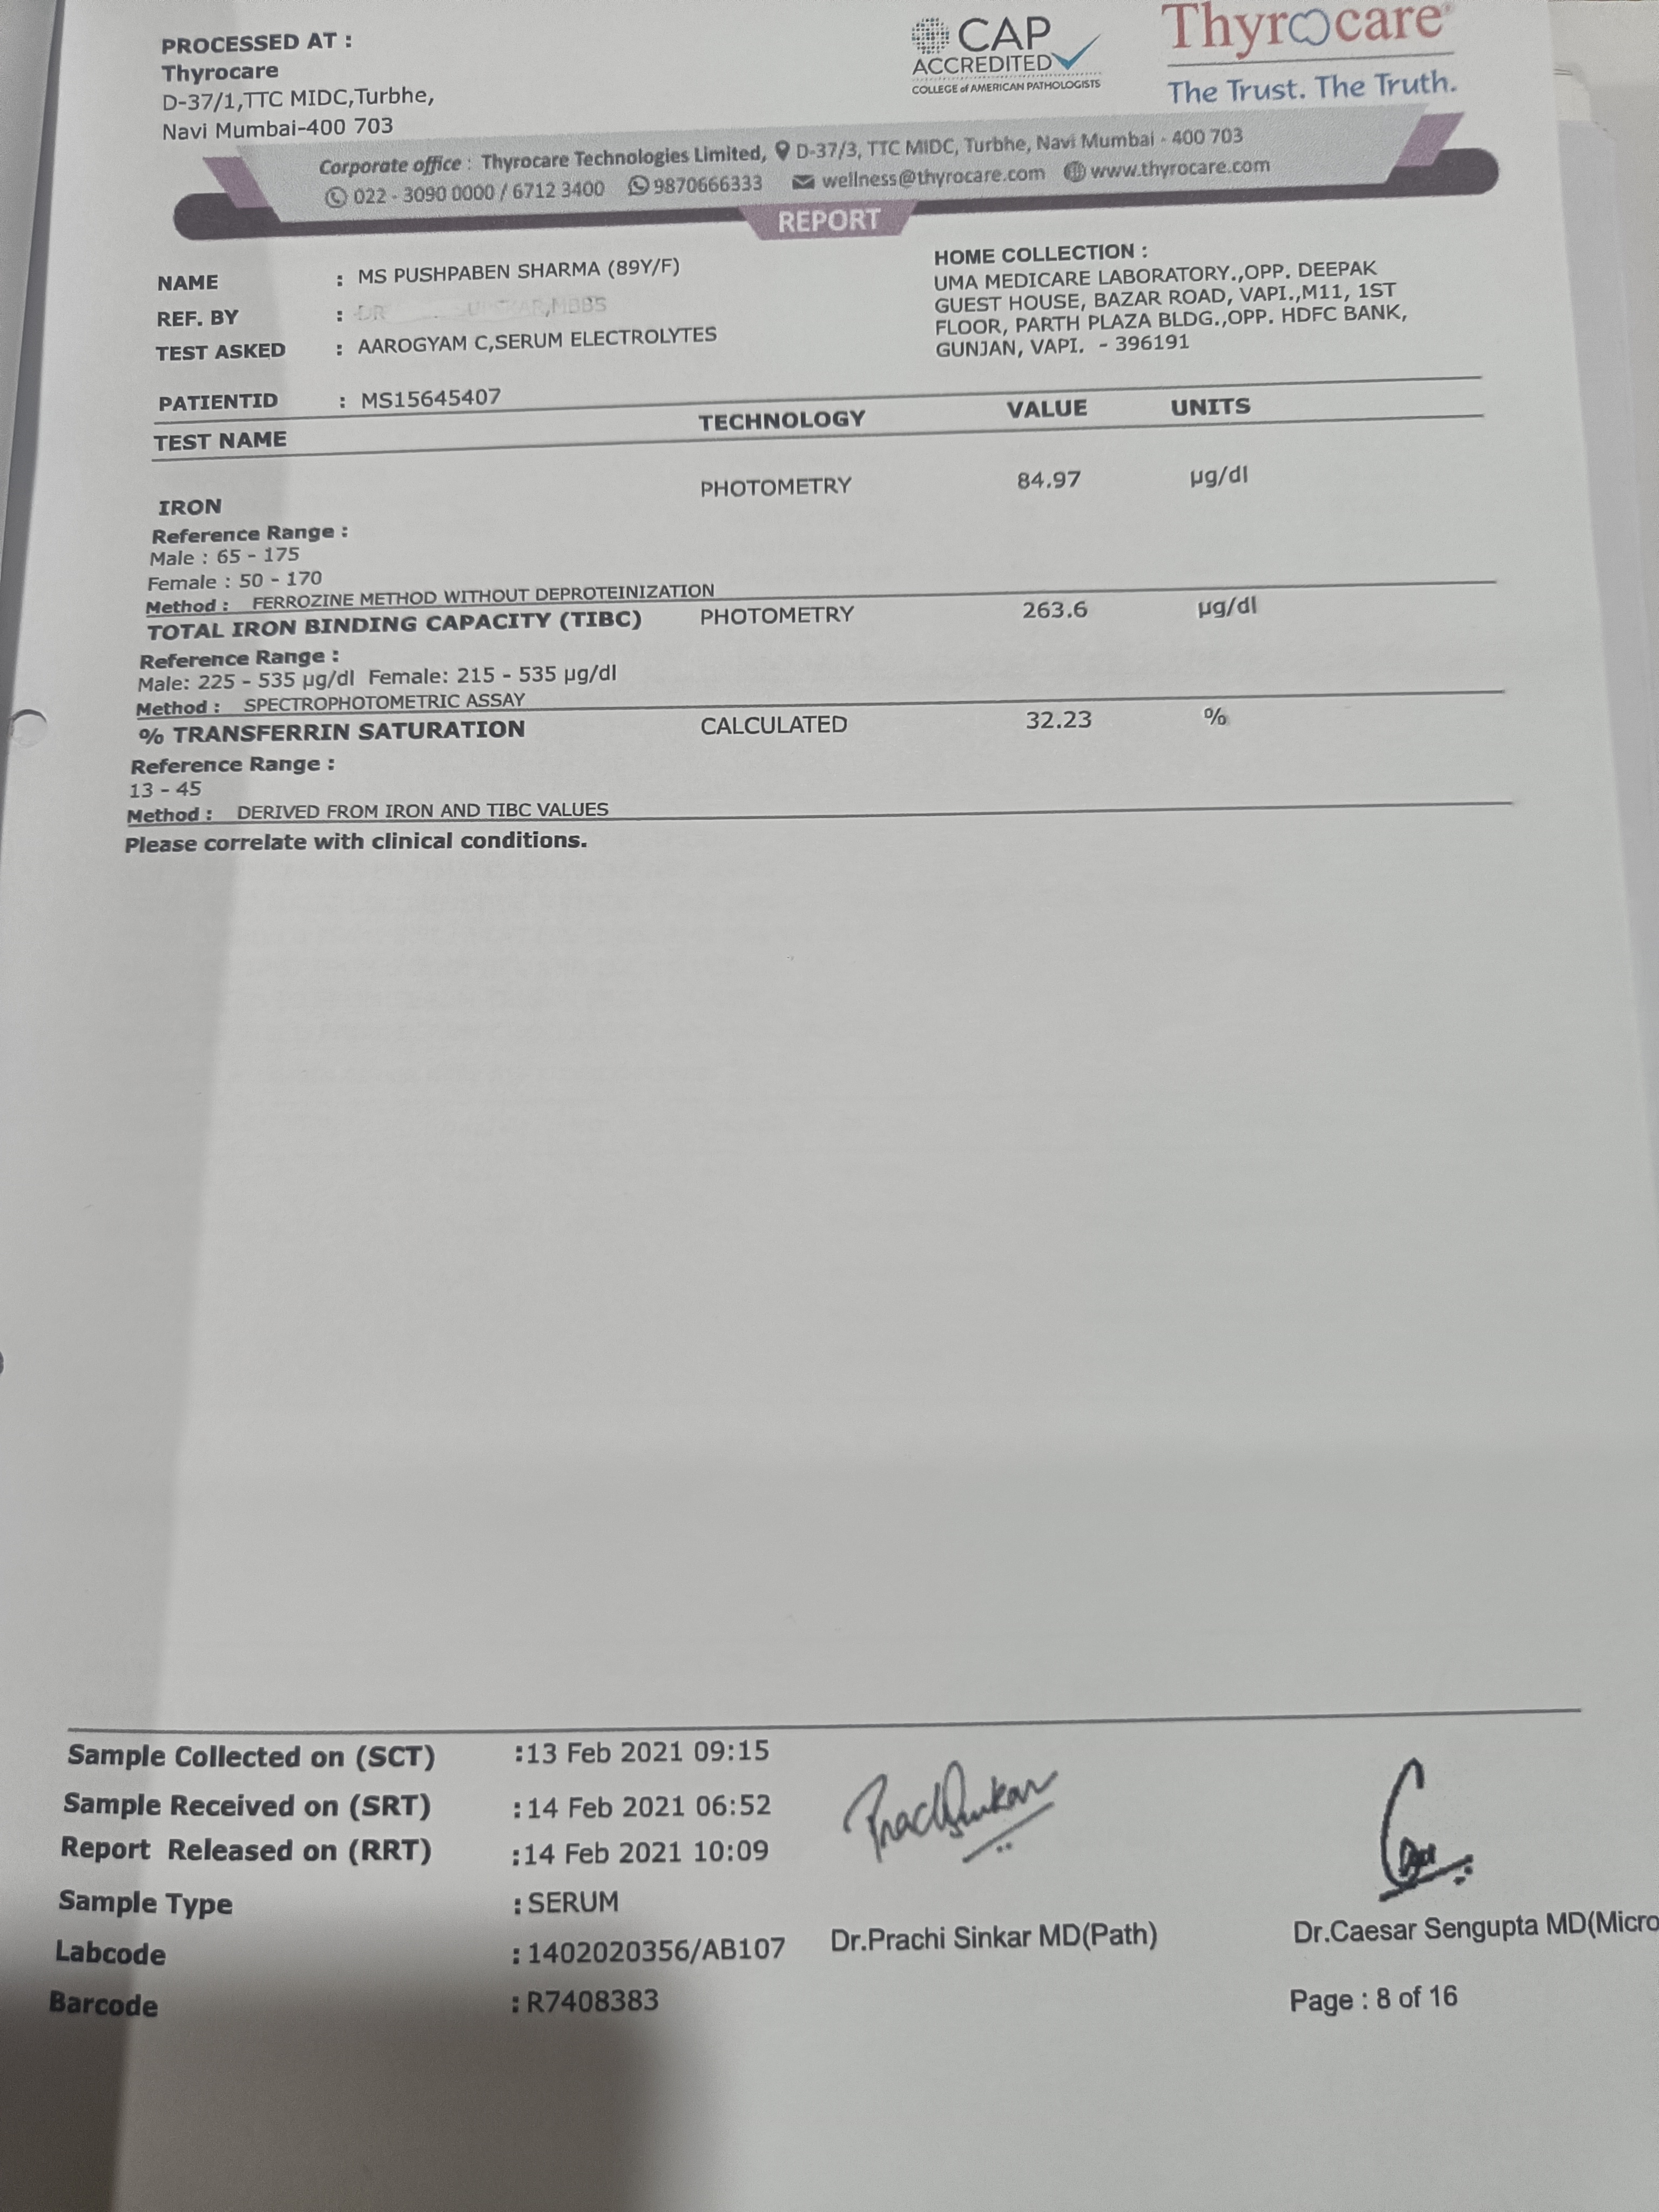 PROCESSED AT :
Thyrocare
D-37/1,TTC MIDC,Turbhe,
Navi Mumbai-400 703
CAP
ACCREDITED
COLLEGE of AMERICAN PATHOLOGISTS
Thyrocare®
The Trust. The Truth.
Corporate office : Thyrocare Technologies Limited, D-37/3, TTC MIDC, Turbhe, Navi Mumbai - 400 703
022 - 3090 0000 / 6712 3400 9870666333 wellness@thyrocare.com www.thyrocare.com
REPORT
NAME : MS PUSHPABEN SHARMA (89Y/F)
REF. BY : DR ,MBBS
TEST ASKED : AAROGYAM C,SERUM ELECTROLYTES
PATIENTID : MS15645407
HOME COLLECTION :
UMA MEDICARE LABORATORY.,OPP. DEEPAK
GUEST HOUSE, BAZAR ROAD, VAPI.,M11, 1ST
FLOOR, PARTH PLAZA BLDG.,OPP. HDFC BANK,
GUNJAN, VAPI. - 396191
TEST NAME TECHNOLOGY VALUE UNITS
IRON PHOTOMETRY 84.97 µg/dl
Reference Range :
Male : 65 - 175
Female : 50 - 170
Method : FERROZINE METHOD WITHOUT DEPROTEINIZATION
TOTAL IRON BINDING CAPACITY (TIBC) PHOTOMETRY 263.6 µg/dl
Reference Range :
Male: 225 - 535 µg/dl Female: 215 - 535 µg/dl
Method : SPECTROPHOTOMETRIC ASSAY
% TRANSFERRIN SATURATION CALCULATED 32.23 %
Reference Range :
13 - 45
Method : DERIVED FROM IRON AND TIBC VALUES
Please correlate with clinical conditions.
Sample Collected on (SCT) :13 Feb 2021 09:15
Sample Received on (SRT) :14 Feb 2021 06:52
Report Released on (RRT) :14 Feb 2021 10:09
Sample Type : SERUM
Labcode : 1402020356/AB107
Barcode : R7408383
Dr.Prachi Sinkar MD(Path)
Dr.Caesar Sengupta MD(Micro
Page : 8 of 16